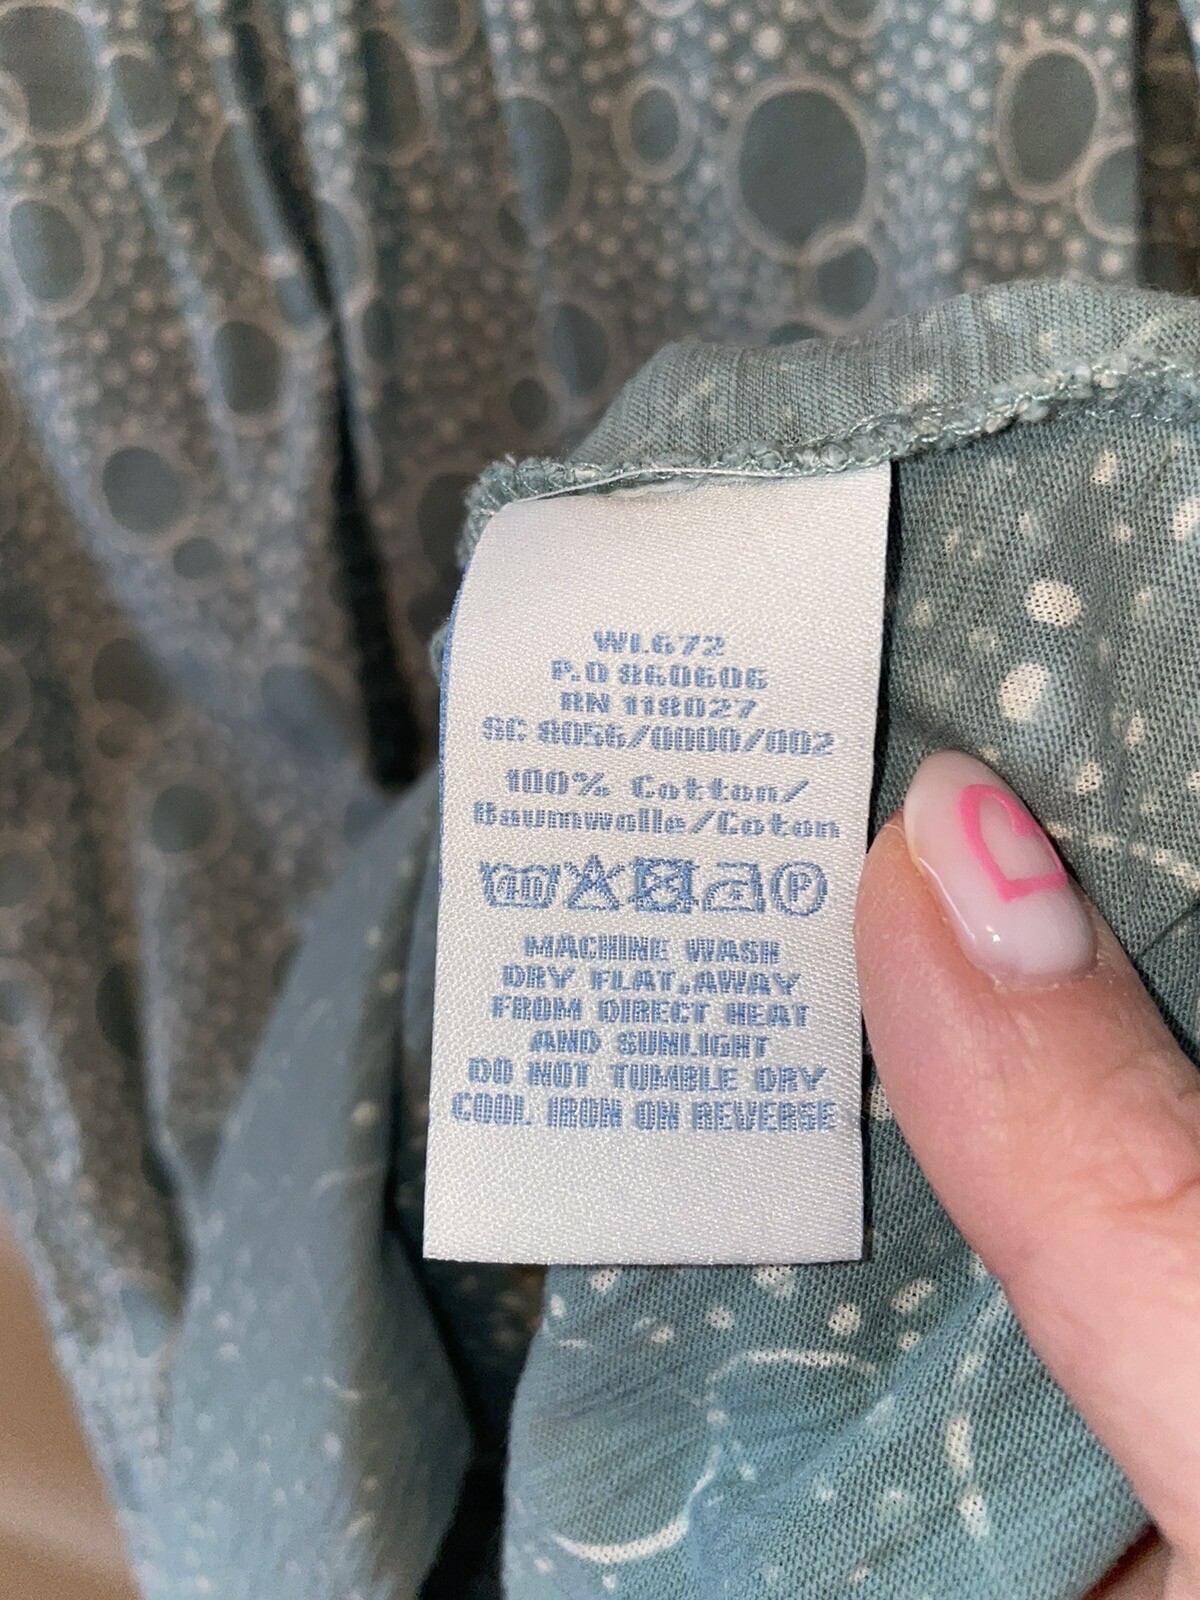 WL672
P.O 860606
RN 118027
SC 8056/0000/002
100% Cotton/
Baumwolle/Coton
40 P
MACHINE WASH
DRY FLAT,AWAY
FROM DIRECT HEAT
AND SUNLIGHT
DO NOT TUMBLE DRY
COOL IRON ON REVERSE